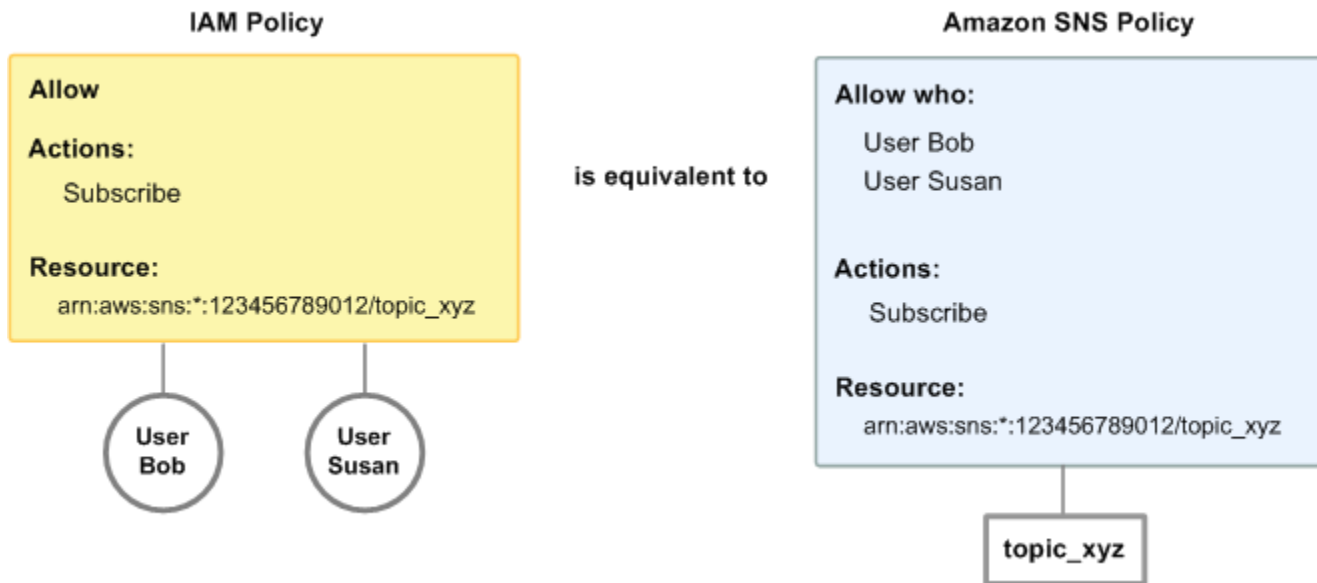 IAM Policy
Allow
Actions:
Subscribe
Resource:
arn:aws:sns:*:123456789012/topic_xyz
User
Bob
User
Susan
is equivalent to
Amazon SNS Policy
Allow who:
User Bob
User Susan
Actions:
Subscribe
Resource:
arn:aws:sns:*:123456789012/topic_xyz
topic_xyz